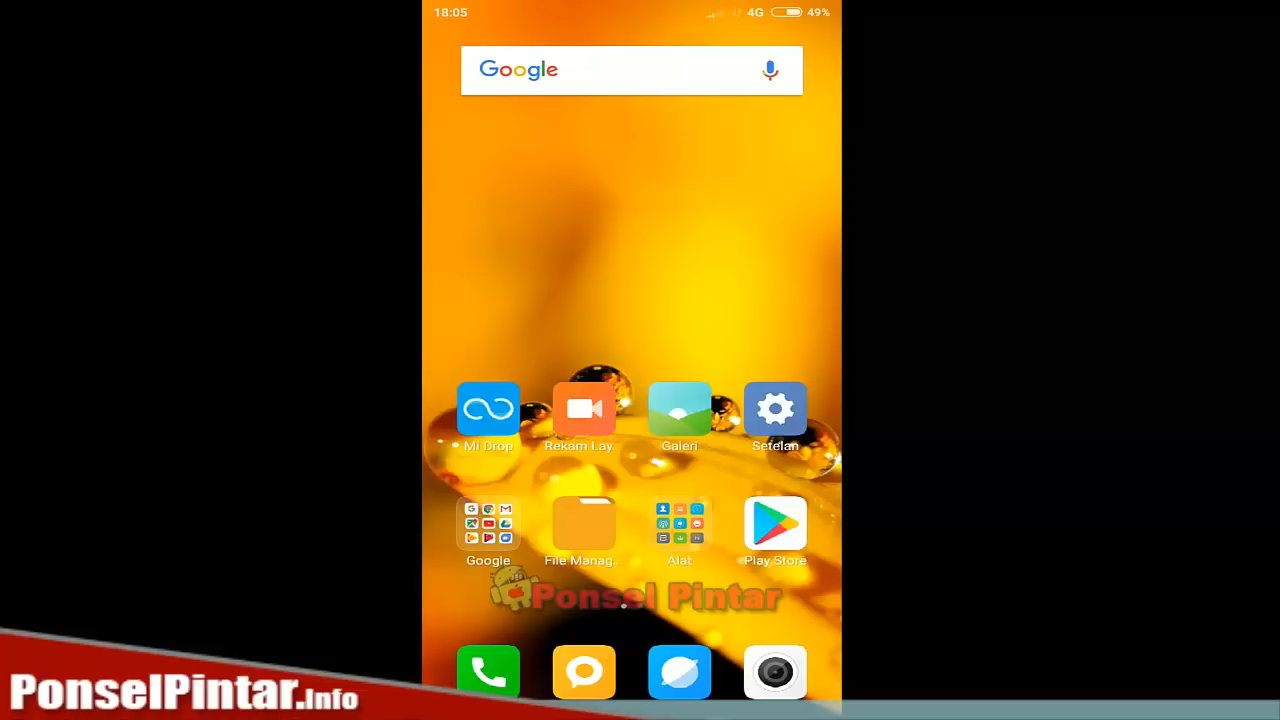 18:05
4G 49%
Google
Mi Drop
Rekam Lay..
Galeri
Setelan
Google
File Manag..
Alat
Play Store
Ponsel Pintar
PonselPintar.Info